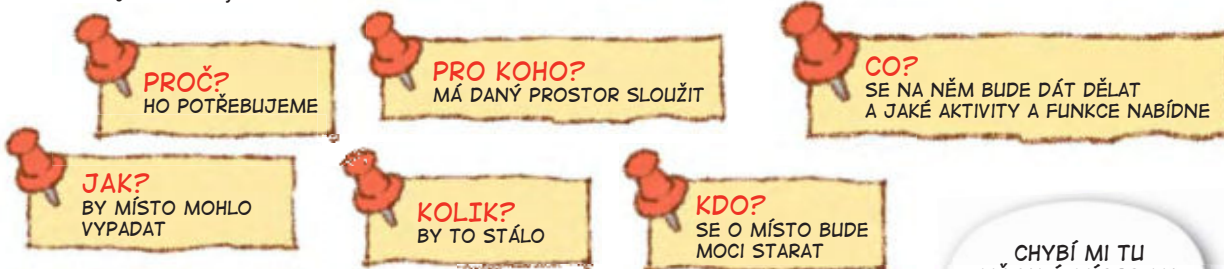 PROČ?
HO POTŘEBUJEME
PRO KOHO?
MÁ DANÝ PROSTOR SLOUŽIT
CO?
SE NA NĚM BUDE DÁT DĚLAT
A JAKÉ AKTIVITY A FUNKCE NABÍDNE
JAK?
BY MÍSTO MOHLO
VYPADAT
KOLIK?
BY TO STÁLO
KDO?
SE O MÍSTO BUDE
MOCI STARAT
CHYBÍ MI TU